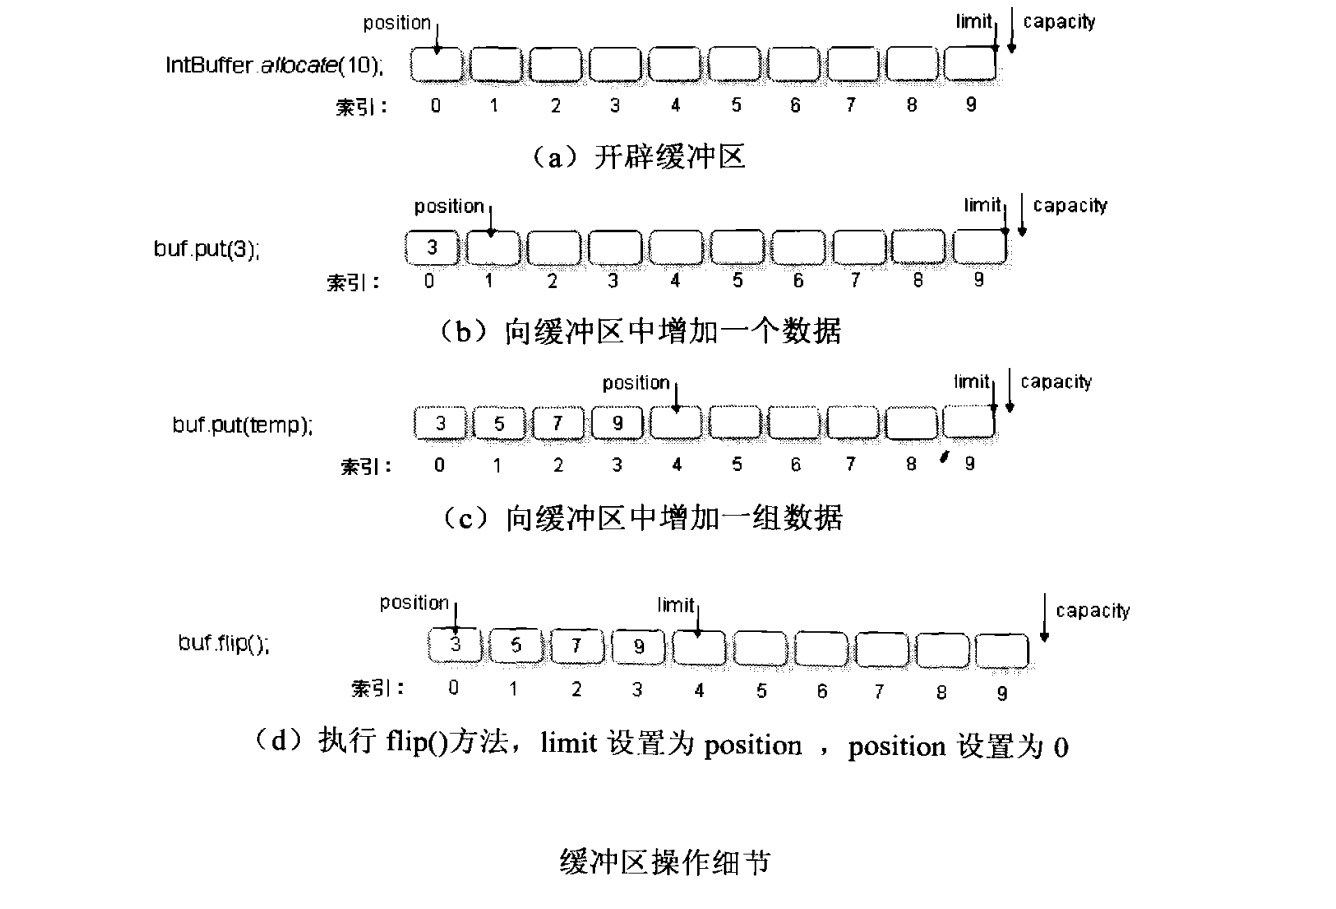 position limit capacity
IntBuffer.allocate(10);
索引： 0 1 2 3 4 5 6 7 8 9
（a）开辟缓冲区
position limit capacity
buf.put(3); 3
索引： 0 1 2 3 4 5 6 7 8 9
（b）向缓冲区中增加一个数据
position limit capacity
buf.put(temp); 3 5 7 9
索引： 0 1 2 3 4 5 6 7 8 9
（c）向缓冲区中增加一组数据
position limit capacity
buf.flip(); 3 5 7 9
索引： 0 1 2 3 4 5 6 7 8 9
（d）执行 flip()方法，limit 设置为 position ，position 设置为 0
缓冲区操作细节